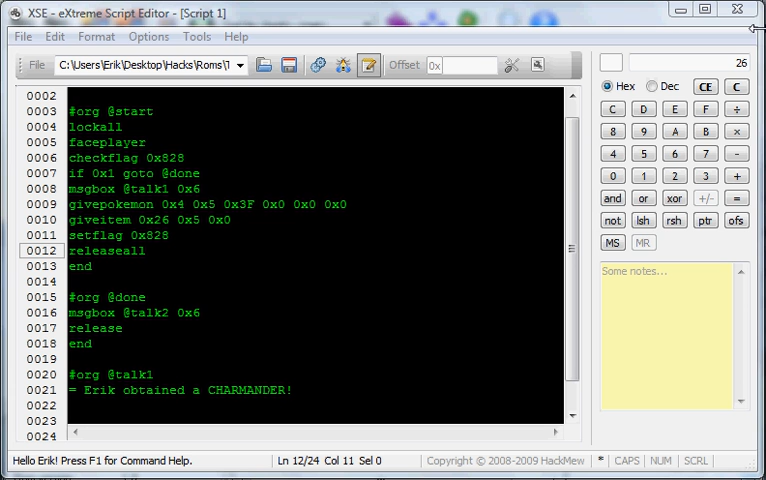 XSE - eXtreme Script Editor - [Script 1]
File Edit Format Options Tools Help
File C:\Users\Erik\Desktop\Hacks\Roms\T Offset 0x 26
Hex Dec CE C
0002
0003 #org @start
0004 lockall
0005 faceplayer
0006 checkflag 0x828
0007 if 0x1 goto @done
0008 msgbox @talk1 0x6
0009 givepokemon 0x4 0x5 0x3F 0x0 0x0 0x0
0010 giveitem 0x26 0x5 0x0
0011 setflag 0x828
0012 releaseall
0013 end
0014
0015 #org @done
0016 msgbox @talk2 0x6
0017 release
0018 end
0019
0020 #org @talk1
0021 = Erik obtained a CHARMANDER!
0022
0023
0024
C D E F ÷
8 9 A B ×
4 5 6 7 -
0 1 2 3 +
and or xor +/- =
not lsh rsh ptr ofs
MS MR
Some notes...
Hello Erik! Press F1 for Command Help. Ln 12/24 Col 11 Sel 0 Copyright © 2008-2009 HackMew * CAPS NUM SCRL